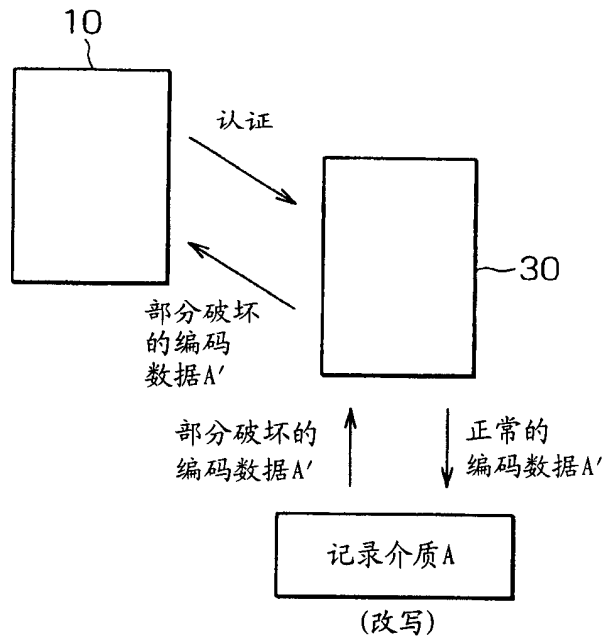 10
认证
30
部分破坏
的编码
数据A′
部分破坏的
编码数据A′
正常的
编码数据A′
记录介质A
(改写)